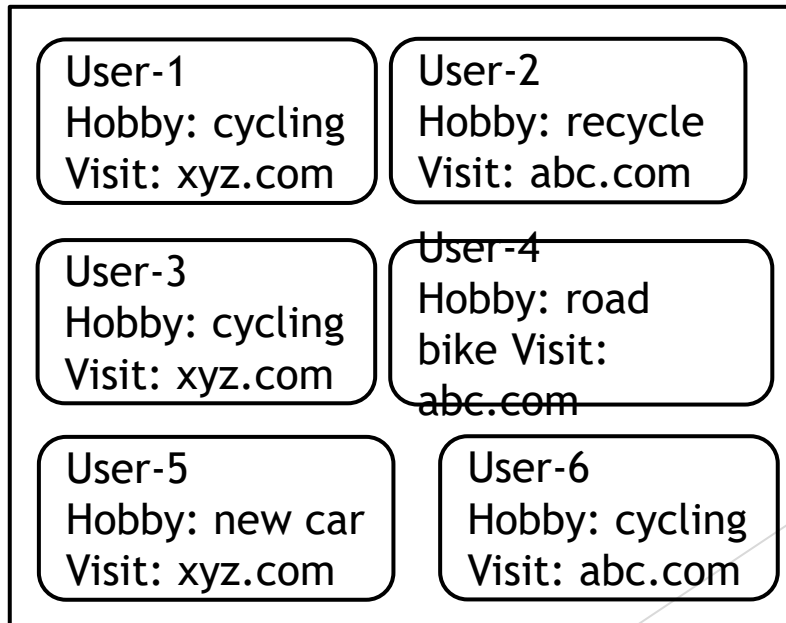 User-1
Hobby: cycling
Visit: xyz.com
User-2
Hobby: recycle
Visit: abc.com
User-3
Hobby: cycling
Visit: xyz.com
User-4
Hobby: road
bike Visit:
abc.com
User-5
Hobby: new car
Visit: xyz.com
User-6
Hobby: cycling
Visit: abc.com